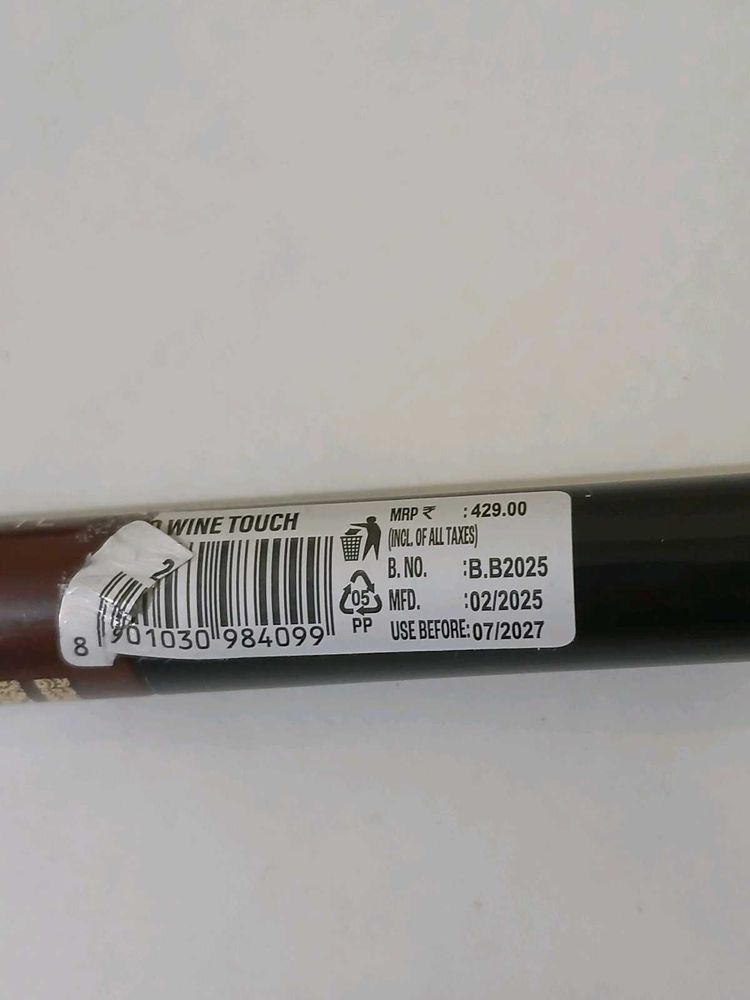 WINE TOUCH
2
8 901030 984099
MRP ₹ : 429.00
(INCL. OF ALL TAXES)
B. NO. :B.B2025
MFD. :02/2025
USE BEFORE: 07/2027
05
PP